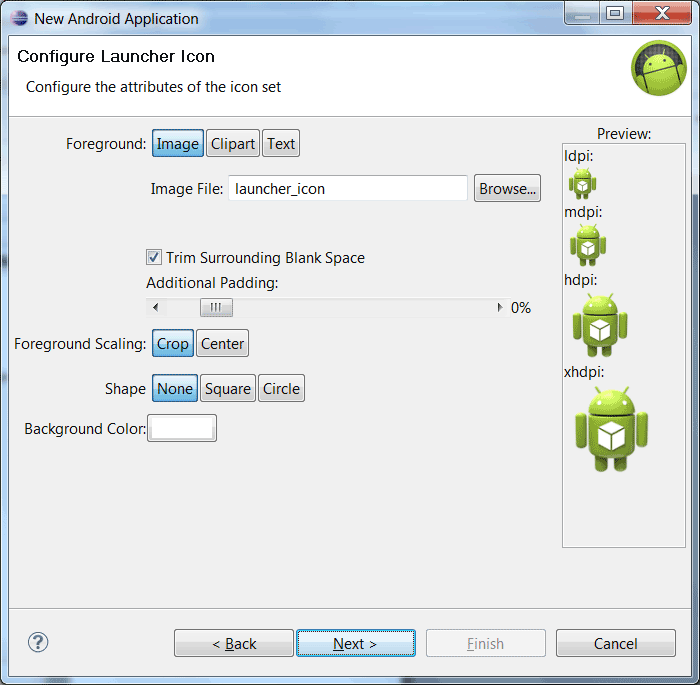 New Android Application
Configure Launcher Icon
Configure the attributes of the icon set
Foreground: Image Clipart Text
Image File: launcher_icon Browse...
Trim Surrounding Blank Space
Additional Padding:
0%
Foreground Scaling: Crop Center
Shape None Square Circle
Background Color:
Preview:
ldpi:
mdpi:
hdpi:
xhdpi:
? < Back Next > Finish Cancel